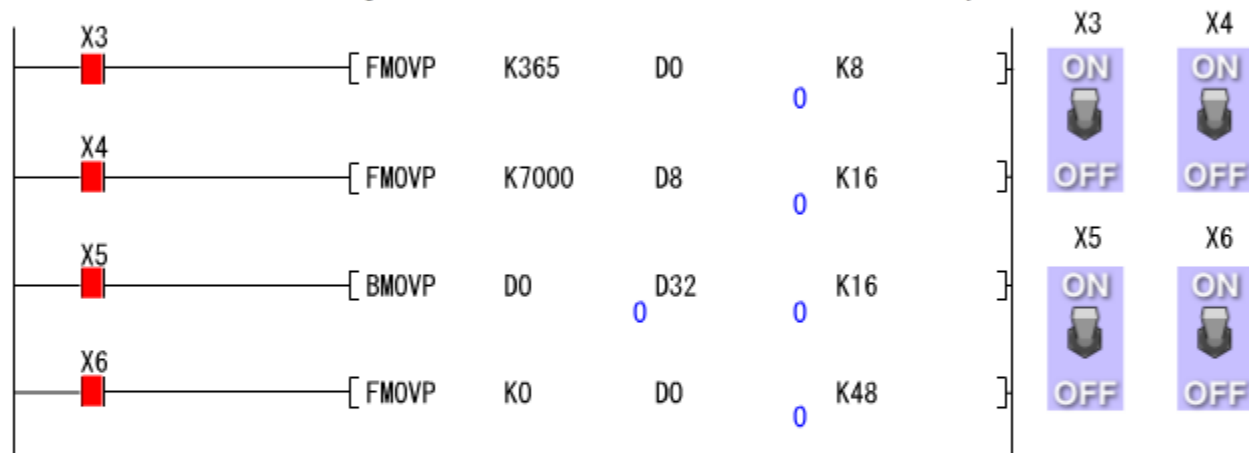 X3 FMOVP K365 D0 K8
0
X4 FMOVP K7000 D8 K16
0
X5 BMOVP D0 D32 K16
0 0
X6 FMOVP K0 D0 K48
0
X3 X4
ON ON
OFF OFF
X5 X6
ON ON
OFF OFF